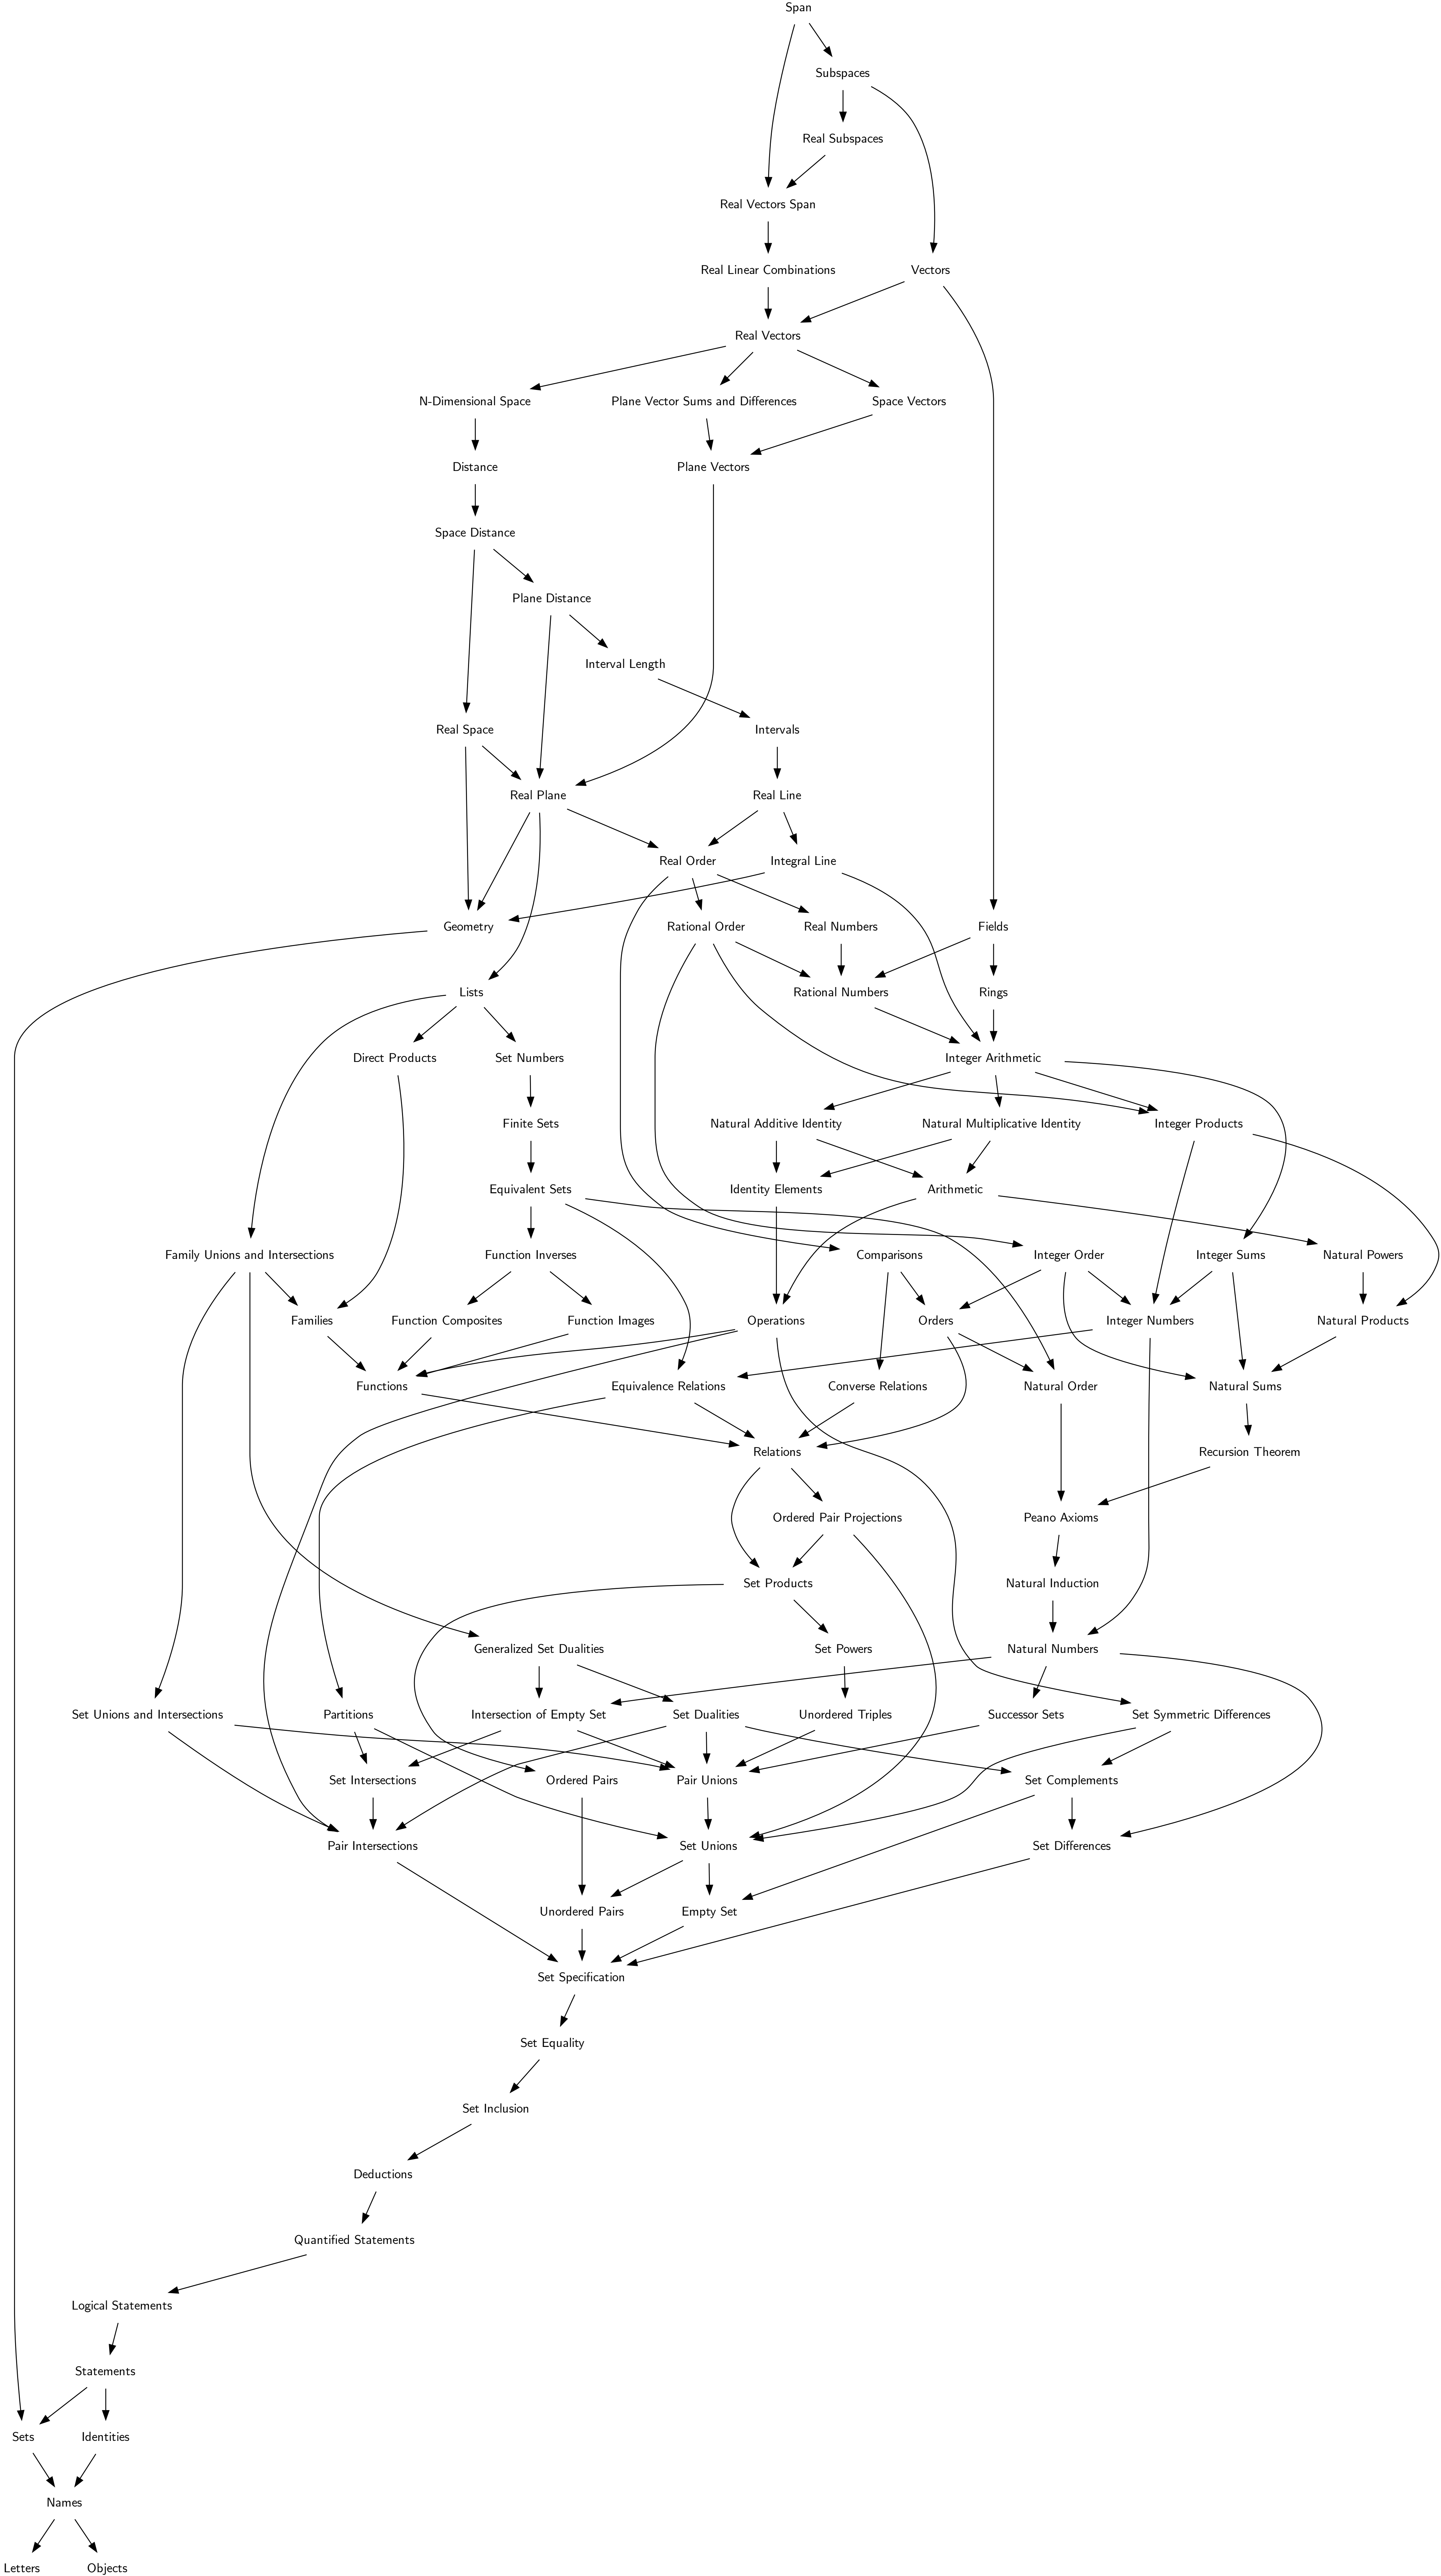 Span
Subspaces
Real Subspaces
Real Vectors Span
Real Linear Combinations
Vectors
Real Vectors
N-Dimensional Space
Plane Vector Sums and Differences
Space Vectors
Distance
Plane Vectors
Space Distance
Plane Distance
Interval Length
Real Space
Intervals
Real Plane
Real Line
Real Order
Integral Line
Geometry
Rational Order
Real Numbers
Fields
Lists
Rational Numbers
Rings
Direct Products
Set Numbers
Integer Arithmetic
Finite Sets
Natural Additive Identity
Natural Multiplicative Identity
Integer Products
Equivalent Sets
Identity Elements
Arithmetic
Family Unions and Intersections
Function Inverses
Comparisons
Integer Order
Integer Sums
Natural Powers
Families
Function Composites
Function Images
Operations
Orders
Integer Numbers
Natural Products
Functions
Equivalence Relations
Converse Relations
Natural Order
Natural Sums
Relations
Recursion Theorem
Ordered Pair Projections
Peano Axioms
Set Products
Natural Induction
Generalized Set Dualities
Set Powers
Natural Numbers
Set Unions and Intersections
Partitions
Intersection of Empty Set
Set Dualities
Unordered Triples
Successor Sets
Set Symmetric Differences
Set Intersections
Ordered Pairs
Pair Unions
Set Complements
Pair Intersections
Set Unions
Set Differences
Unordered Pairs
Empty Set
Set Specification
Set Equality
Set Inclusion
Deductions
Quantified Statements
Logical Statements
Statements
Sets
Identities
Names
Letters
Objects